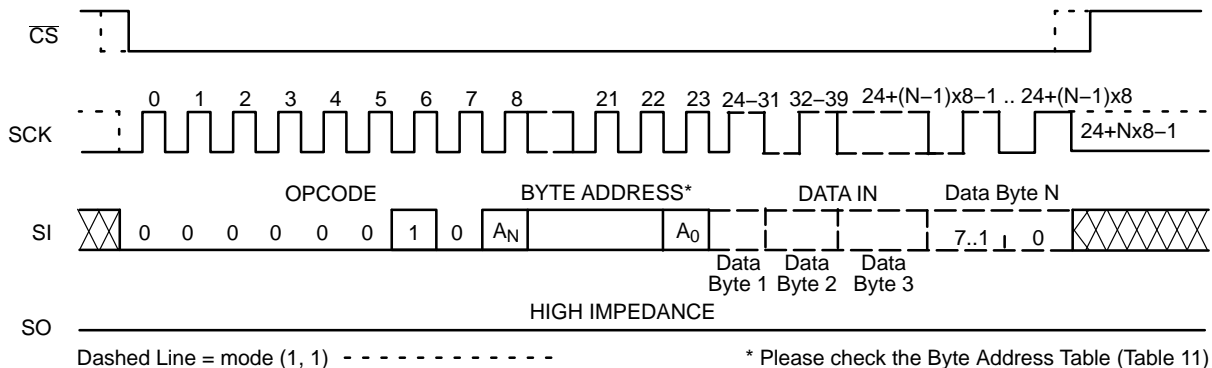 CS
SCK
0 1 2 3 4 5 6 7 8 21 22 23 24–31 32–39 24+(N–1)x8–1 .. 24+(N–1)x8
24+Nx8–1
OPCODE BYTE ADDRESS* DATA IN Data Byte N
SI
0 0 0 0 0 0 1 0 AN A0 7..1 0
Data Byte 1
Data Byte 2
Data Byte 3
HIGH IMPEDANCE
SO
Dashed Line = mode (1, 1)
* Please check the Byte Address Table (Table 11)